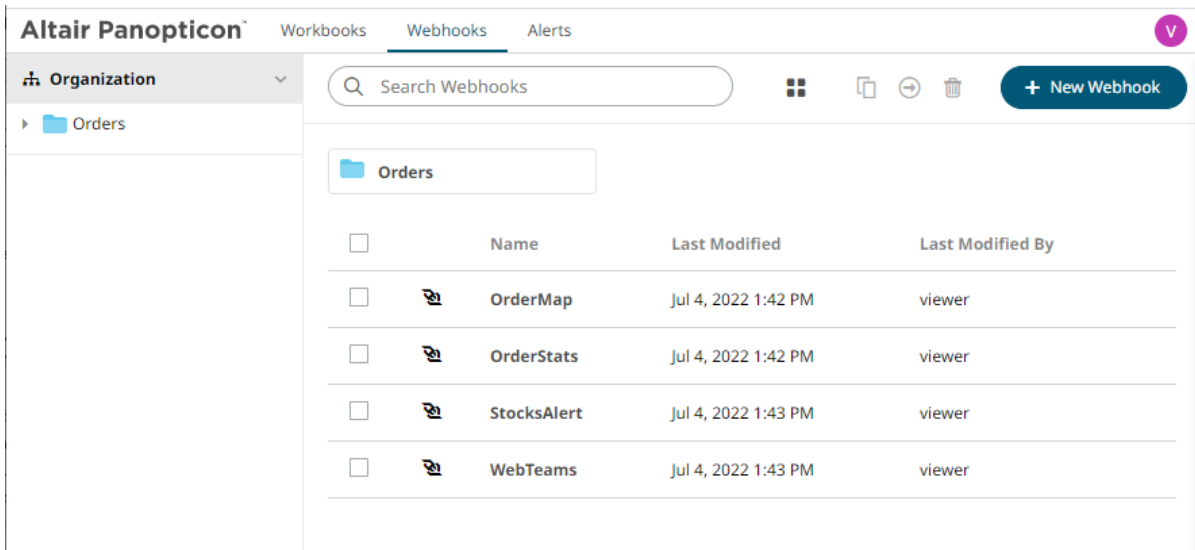 Altair Panopticon™ Workbooks Webhooks Alerts V
Organization
Orders
Search Webhooks
+ New Webhook
Orders
Name Last Modified Last Modified By
OrderMap Jul 4, 2022 1:42 PM viewer
OrderStats Jul 4, 2022 1:42 PM viewer
StocksAlert Jul 4, 2022 1:43 PM viewer
WebTeams Jul 4, 2022 1:43 PM viewer